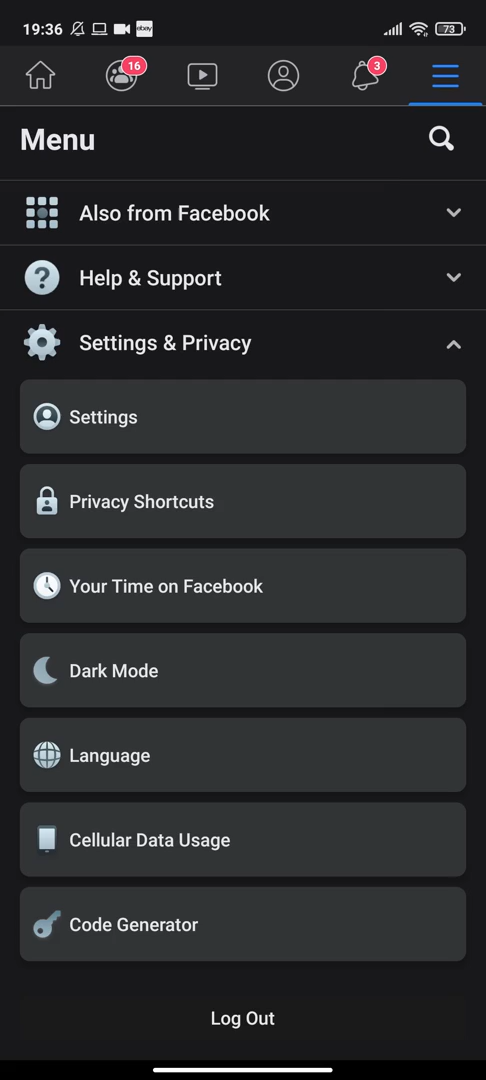 19:36
ebay
73
16
3
Menu
Also from Facebook
Help & Support
Settings & Privacy
Settings
Privacy Shortcuts
Your Time on Facebook
Dark Mode
Language
Cellular Data Usage
Code Generator
Log Out